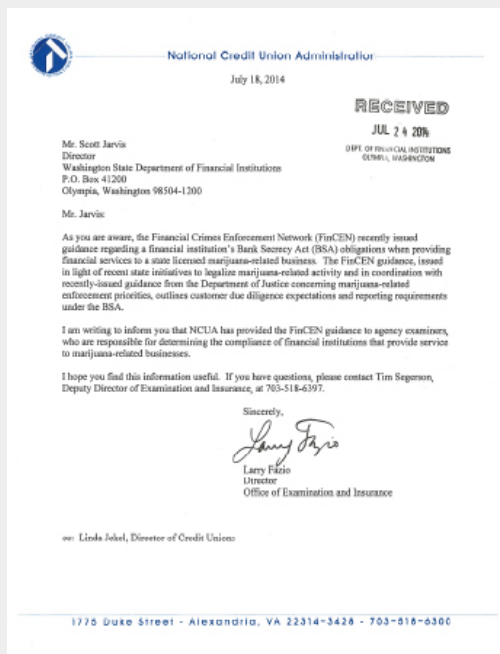 National Credit Union Administration
July 18, 2014
RECEIVED
JUL 24 2014
DEPT. OF FINANCIAL INSTITUTIONS
OLYMPIA, WASHINGTON
Mr. Scott Jarvis
Director
Washington State Department of Financial Institutions
P.O. Box 41200
Olympia, Washington 98504-1200
Mr. Jarvis:
As you are aware, the Financial Crimes Enforcement Network (FinCEN) recently issued
guidance regarding a financial institution's Bank Secrecy Act (BSA) obligations when providing
financial services to a state licensed marijuana-related business. The FinCEN guidance, issued
in light of recent state initiatives to legalize marijuana-related activity and in coordination with
recently-issued guidance from the Department of Justice concerning marijuana-related
enforcement priorities, outlines customer due diligence expectations and reporting requirements
under the BSA.
I am writing to inform you that NCUA has provided the FinCEN guidance to agency examiners,
who are responsible for determining the compliance of financial institutions that provide service
to marijuana-related businesses.
I hope you find this information useful. If you have questions, please contact Tim Segerson,
Deputy Director of Examination and Insurance, at 703-518-6397.
Sincerely,
Larry Fazio
Larry Fazio
Director
Office of Examination and Insurance
cc: Linda Jekel, Director of Credit Unions
1775 Duke Street - Alexandria, VA 22314-3428 - 703-518-6300